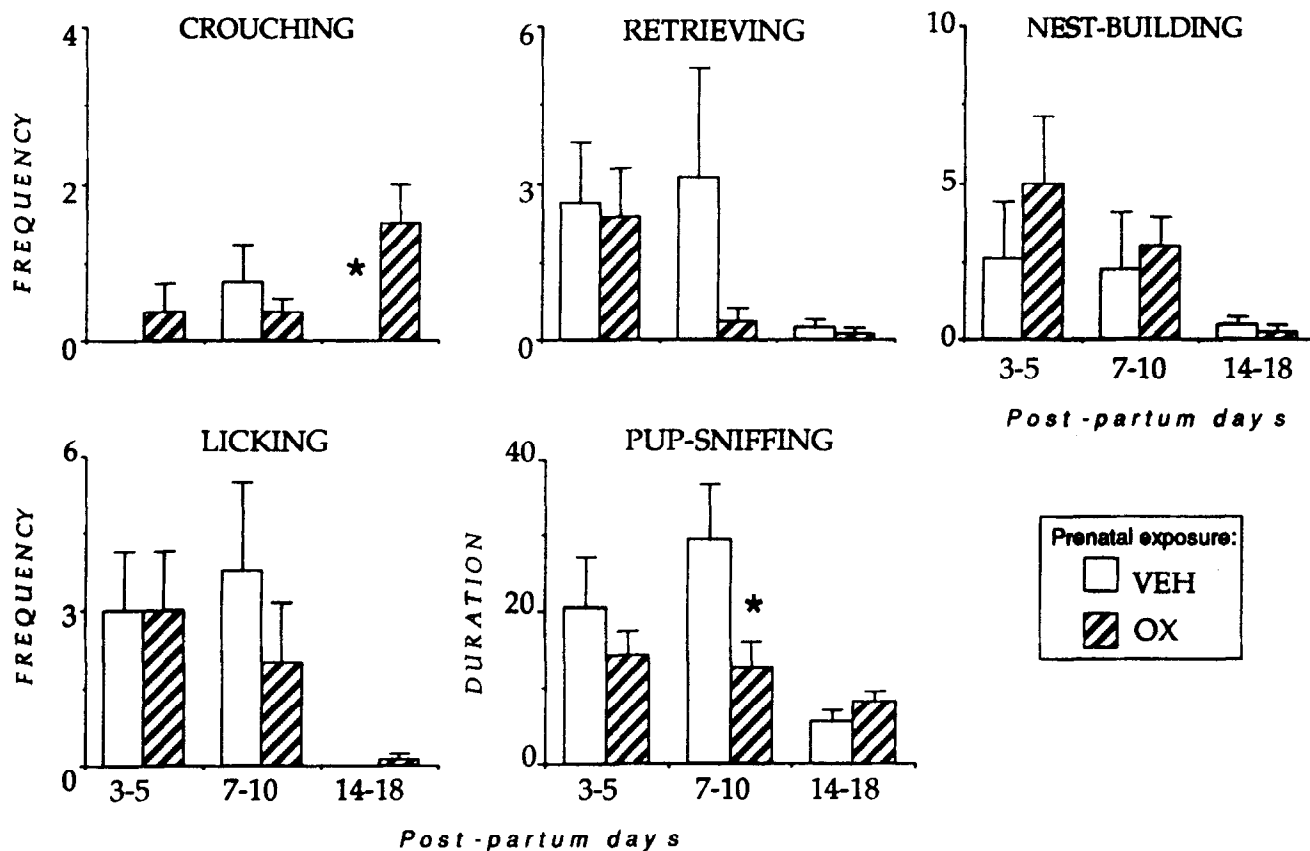 CROUCHING
4
2
0
FREQUENCY
*
RETRIEVING
6
3
0
NEST-BUILDING
10
5
0
3-5 7-10 14-18
Post-partum days
LICKING
6
3
0
FREQUENCY
3-5 7-10 14-18
PUP-SNIFFING
40
20
0
DURATION
*
3-5 7-10 14-18
Post-partum days
Prenatal exposure:
VEH
OX